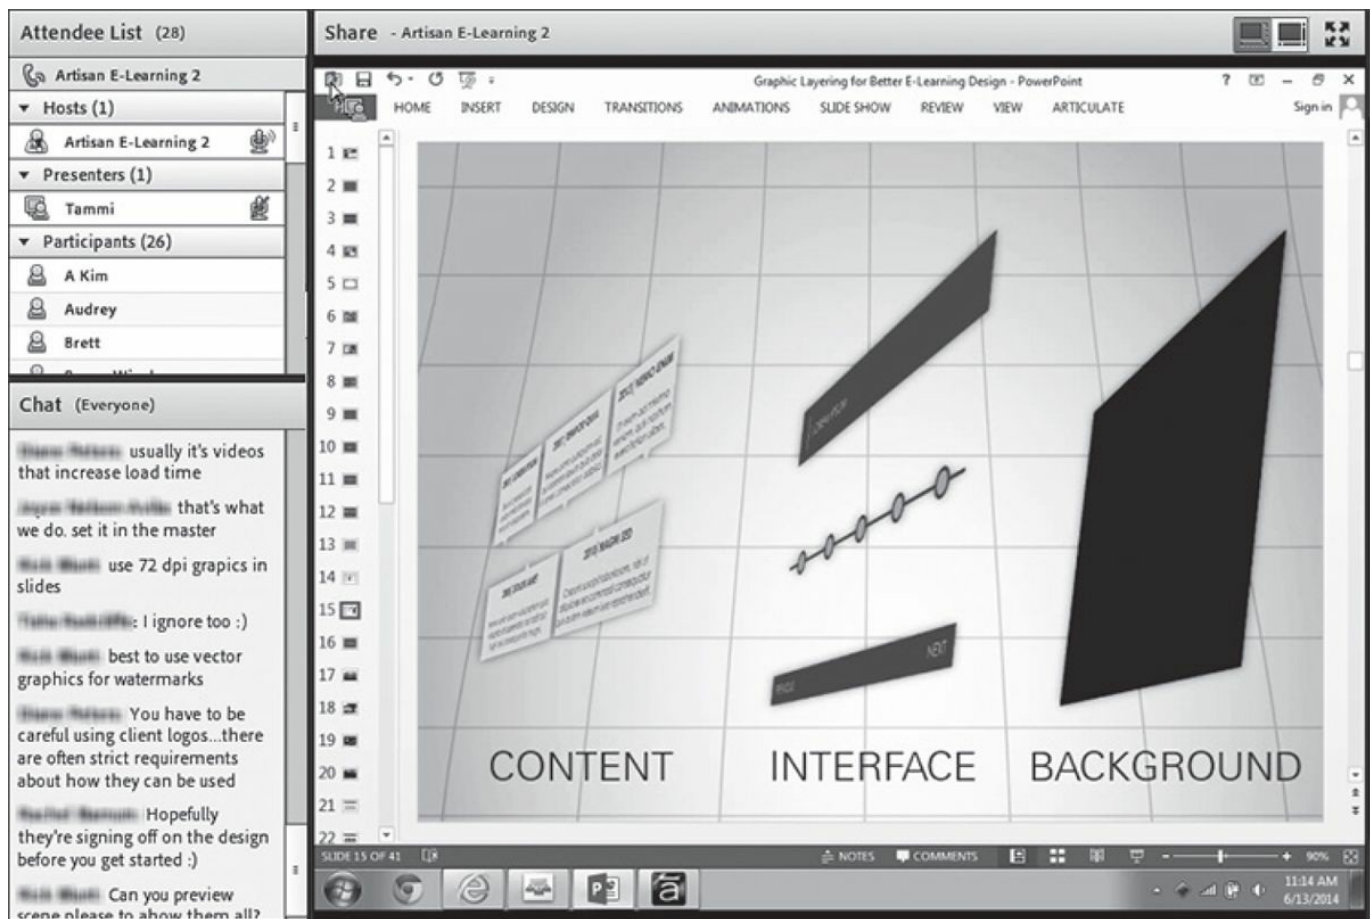 Attendee List (28)
Artisan E-Learning 2
Hosts (1)
Artisan E-Learning 2
Presenters (1)
Tammi
Participants (26)
A Kim
Audrey
Brett
Chat (Everyone)
usually it's videos
that increase load time
that's what
we do. set it in the master
use 72 dpi grapics in
slides
: I ignore too :)
best to use vector
graphics for watermarks
You have to be
careful using client logos...there
are often strict requirements
about how they can be
used
Hopefully
they're signing off on the design
before you get started :)
Can you preview
scene please to ahow them all?
Share - Artisan E-Learning 2
Graphic Layering for Better E-Learning Design - PowerPoint
HOME INSERT DESIGN TRANSITIONS ANIMATIONS SLIDE SHOW REVIEW VIEW ARTICULATE Sign in
1
2
3
4
5
6
7
8
9
10
11
12
13
14
15
16
17
18
19
20
21
22
NEXT
CONTENT INTERFACE BACKGROUND
SLIDE 15 OF 41 NOTES COMMENTS 90%
11:14 AM
6/13/2014